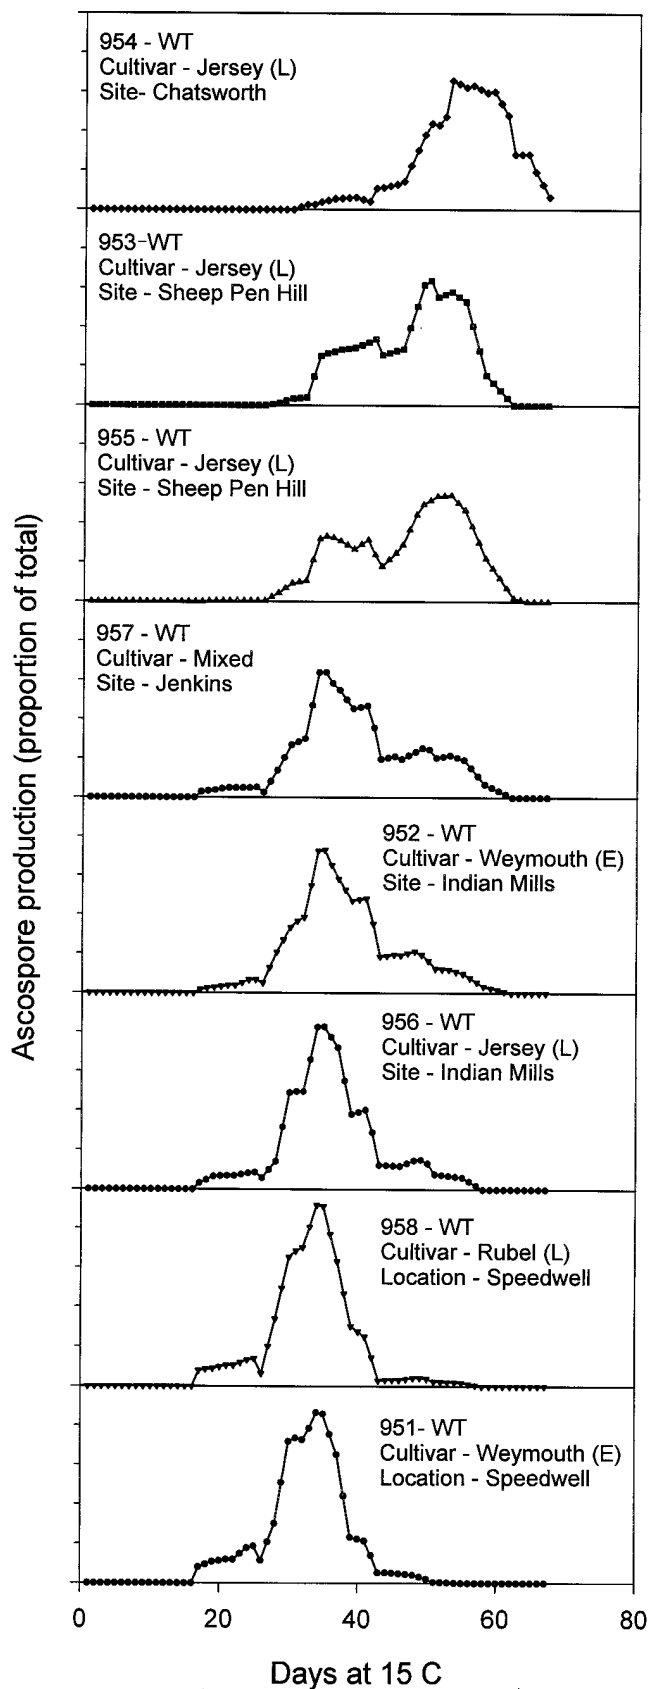 954 - WT
Cultivar - Jersey (L)
Site- Chatsworth
953-WT
Cultivar - Jersey (L)
Site - Sheep Pen Hill
955 - WT
Cultivar - Jersey (L)
Site - Sheep Pen Hill
957 - WT
Cultivar - Mixed
Site - Jenkins
952 - WT
Cultivar - Weymouth (E)
Site - Indian Mills
956 - WT
Cultivar - Jersey (L)
Site - Indian Mills
958 - WT
Cultivar - Rubel (L)
Location - Speedwell
951- WT
Cultivar - Weymouth (E)
Location - Speedwell
Ascospore production (proportion of total)
0 20 40 60 80
Days at 15 C